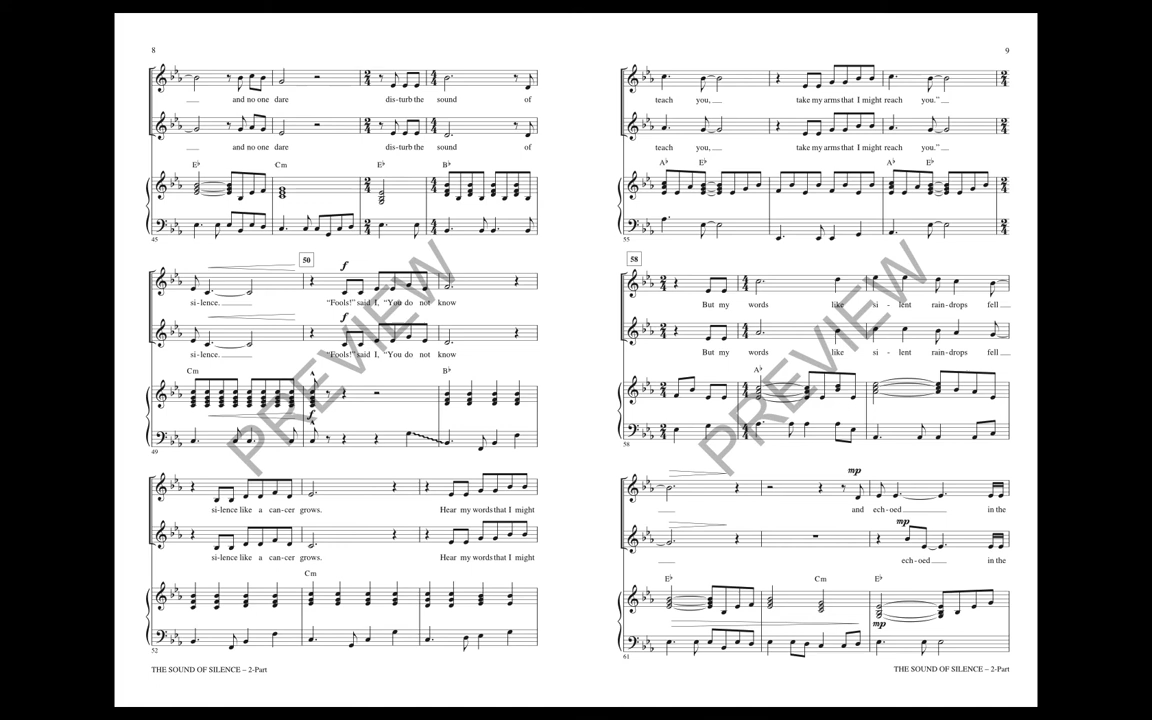 8
and no one dare dis-turb the sound of
and no one dare dis-turb the sound of
E♭ Cm E♭ B♭
45
50
f
si-lence. "Fools!" said I, "You do not know
f
si-lence. "Fools!" said I, "You do not know
Cm B♭
f
49
si-lence like a can-cer grows. Hear my words that I might
si-lence like a can-cer grows. Hear my words that I might
Cm
52
THE SOUND OF SILENCE – 2-Part
PREVIEW
9
teach you, take my arms that I might reach you."
teach you, take my arms that I might reach you."
A♭ E♭ A♭ E♭
55
58
But my words like si - lent rain-drops fell
But my words like si - lent rain-drops fell
A♭
58
mp
and ech-oed in the
mp
ech-oed in the
E♭ Cm E♭
mp
61
THE SOUND OF SILENCE – 2-Part
PREVIEW